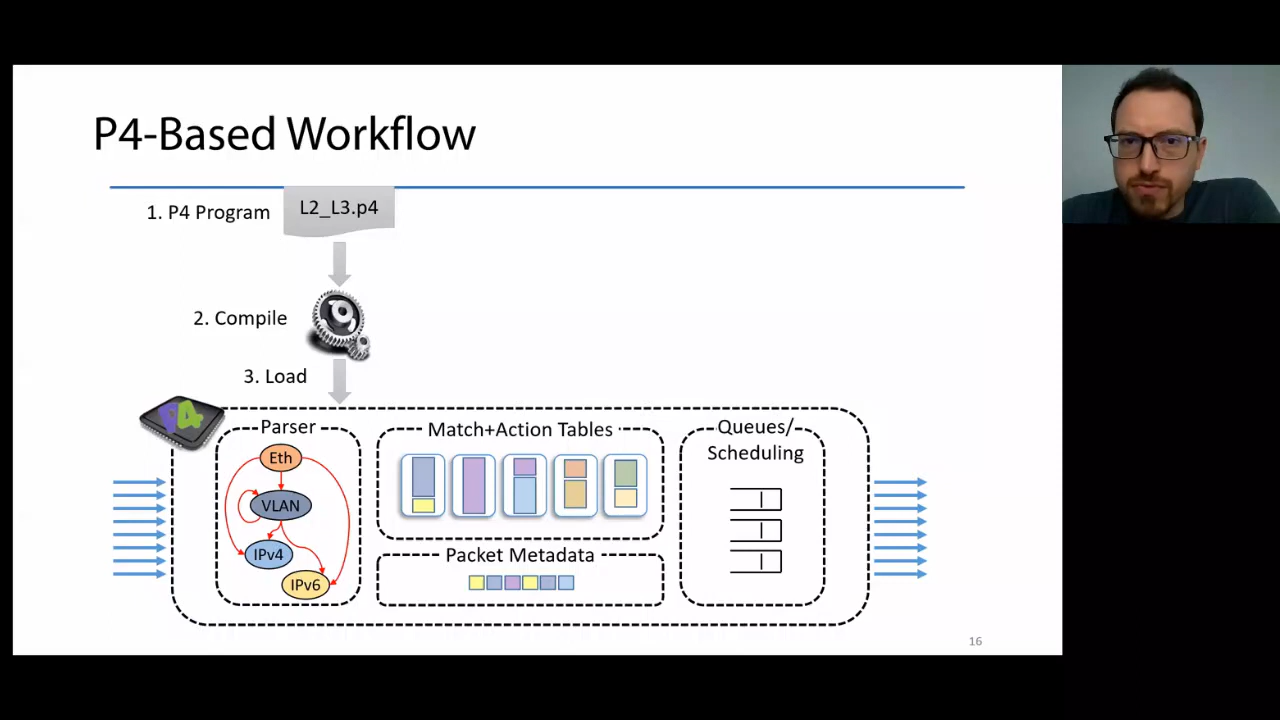 P4-Based Workflow
1. P4 Program
L2_L3.p4
2. Compile
3. Load
P4
Parser
Eth
VLAN
IPv4
IPv6
Match+Action Tables
Packet Metadata
Queues/
Scheduling
16